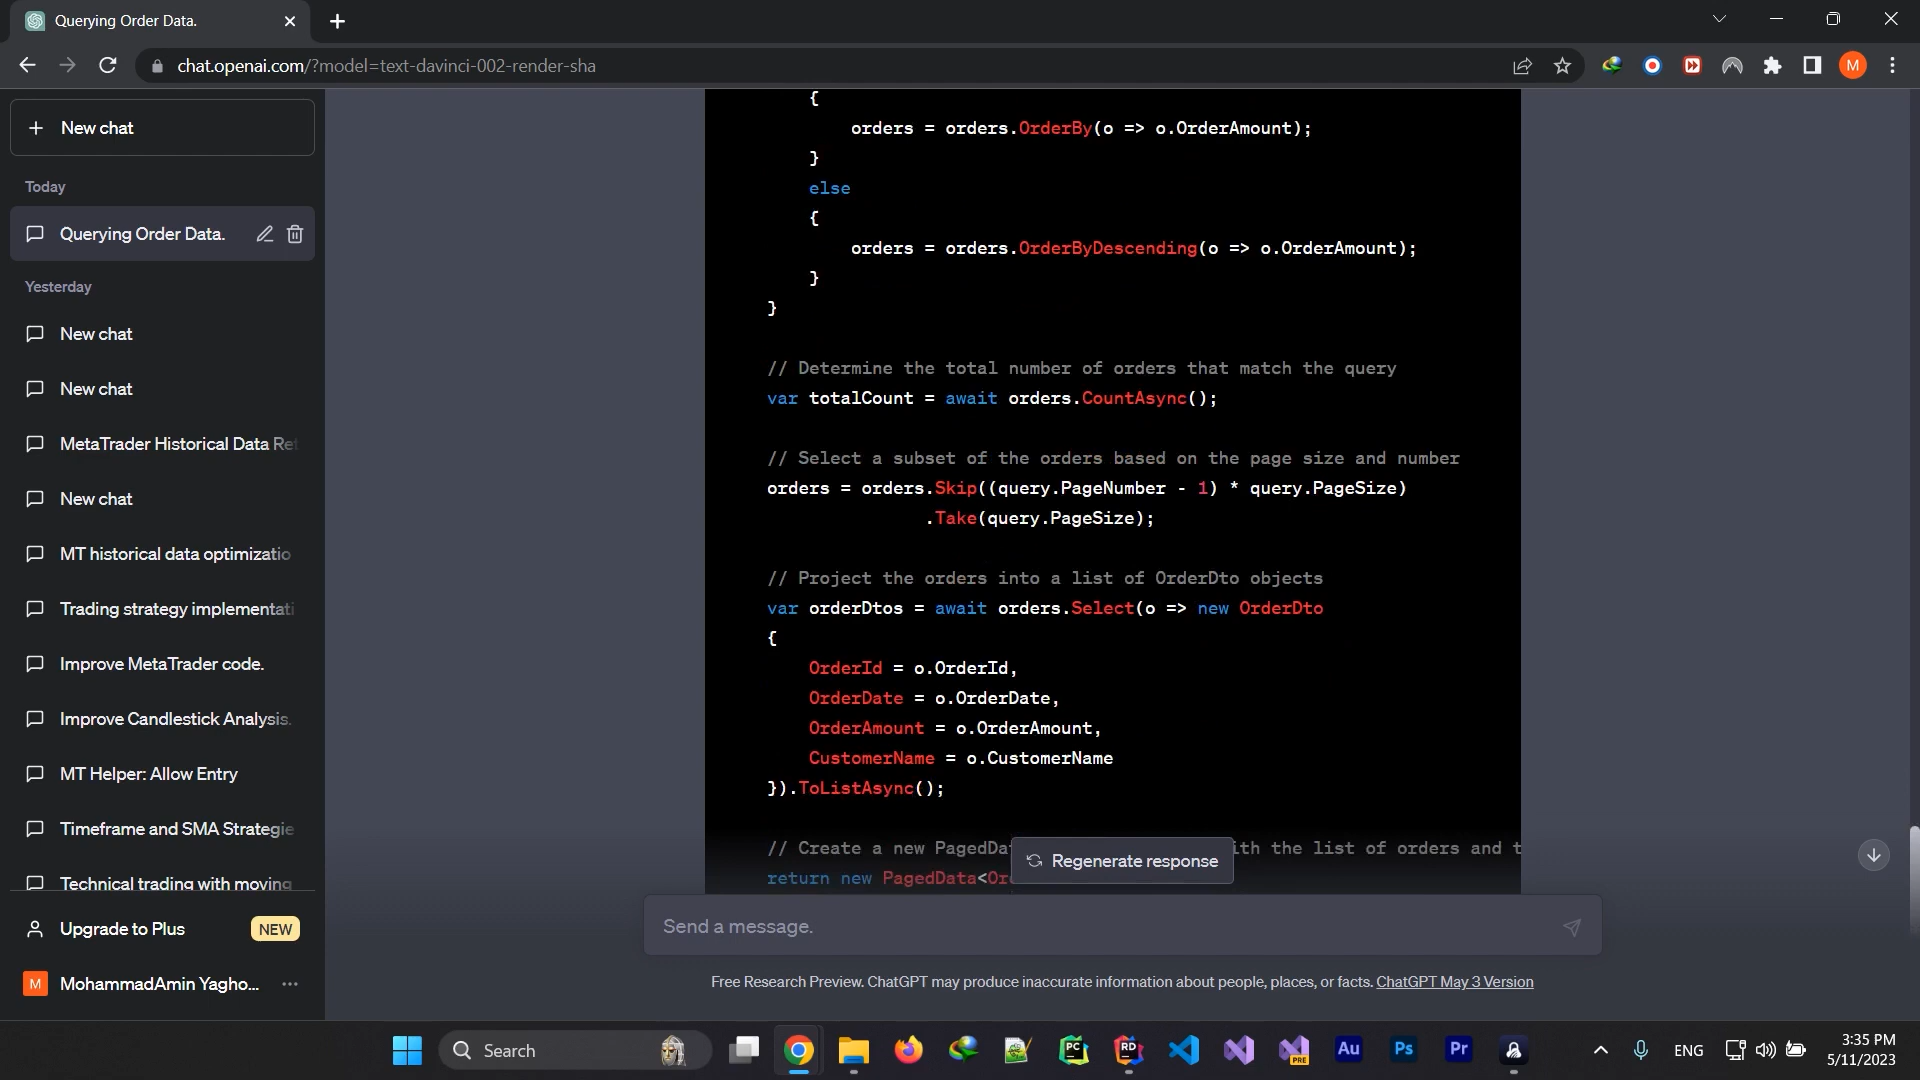 Querying Order Data.
chat.openai.com/?model=text-davinci-002-render-sha
M
New chat
Today
Querying Order Data.
Yesterday
New chat
New chat
MetaTrader Historical Data Ret
New chat
MT historical data optimizatio
Trading strategy implementati
Improve MetaTrader code.
Improve Candlestick Analysis.
MT Helper: Allow Entry
Timeframe and SMA Strategie
Technical trading with moving
Upgrade to Plus NEW
M MohammadAmin Yagho...
{
orders = orders.OrderBy(o => o.OrderAmount);
}
else
{
orders = orders.OrderByDescending(o => o.OrderAmount);
}
}
// Determine the total number of orders that match the query
var totalCount = await orders.CountAsync();
// Select a subset of the orders based on the page size and number
orders = orders.Skip((query.PageNumber - 1) * query.PageSize)
.Take(query.PageSize);
// Project the orders into a list of OrderDto objects
var orderDtos = await orders.Select(o => new OrderDto
{
OrderId = o.OrderId,
OrderDate = o.OrderDate,
OrderAmount = o.OrderAmount,
CustomerName = o.CustomerName
}).ToListAsync();
// Create a new PagedDa ith the list of orders and t
return new PagedData<Or
Regenerate response
Send a message.
Free Research Preview. ChatGPT may produce inaccurate information about people, places, or facts. ChatGPT May 3 Version
Search
PC
RD
PRE
Au
Ps
Pr
ENG
3:35 PM
5/11/2023